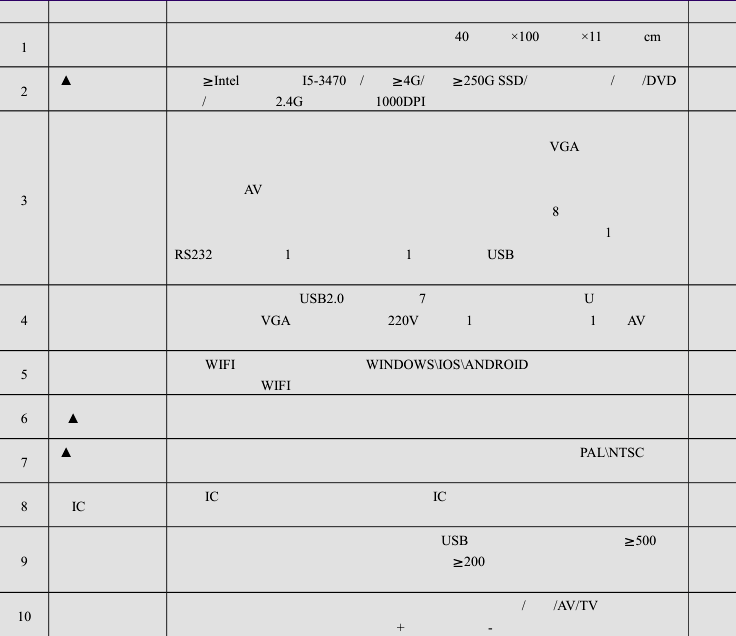 1
40 ×100 ×11 cm
2
▲
≥Intel I5-3470 / ≥4G/ ≥250G SSD/ / /DVD
/ 2.4G 1000DPI
3
VGA
AV
8
1
RS232 1 1 USB
4
USB2.0 7 U
VGA 220V 1 1 AV
5
WIFI WINDOWS\IOS\ANDROID
WIFI
6
▲
7
▲
PAL\NTSC
8
IC
IC IC
9
USB ≥500
≥200
10
/ /AV/TV
+ -